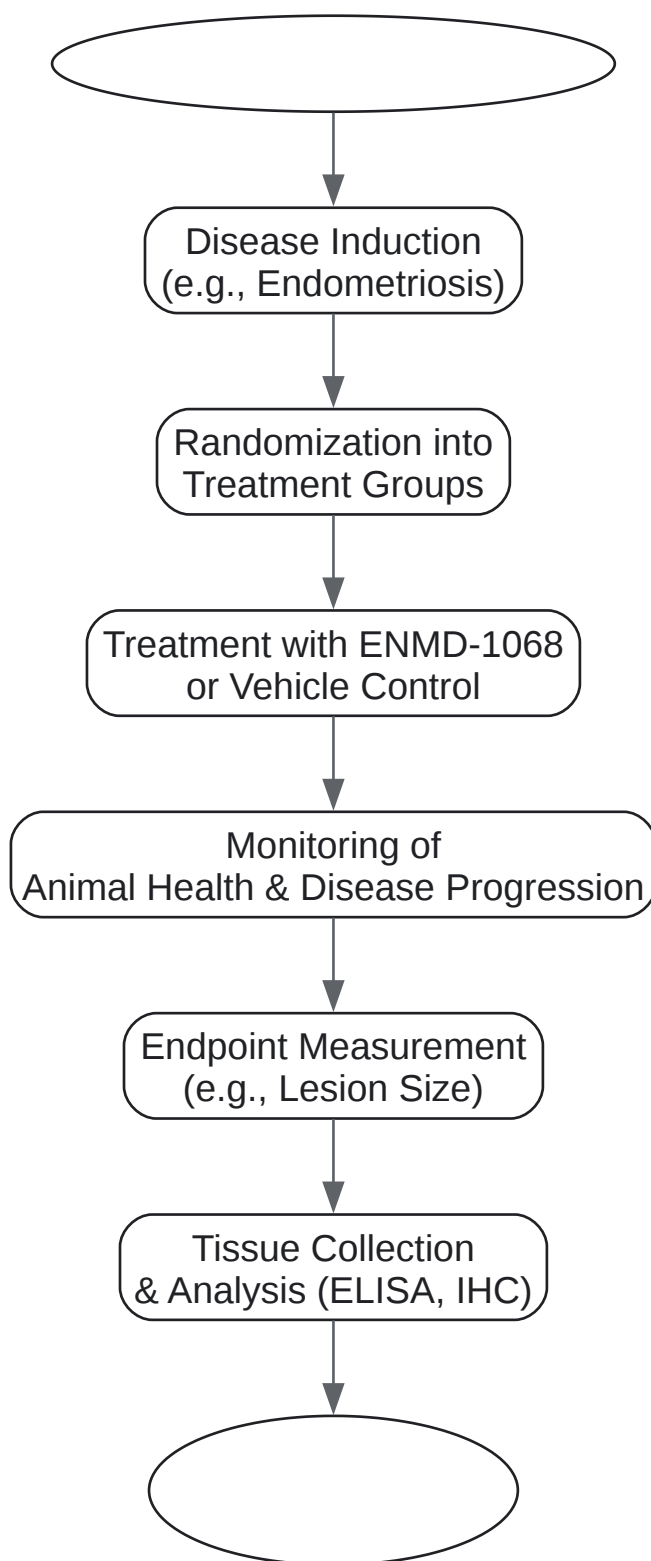 Disease Induction
(e.g., Endometriosis)
Randomization into
Treatment Groups
Treatment with ENMD-1068
or Vehicle Control
Monitoring of
Animal Health & Disease Progression
Endpoint Measurement
(e.g., Lesion Size)
Tissue Collection
& Analysis (ELISA, IHC)